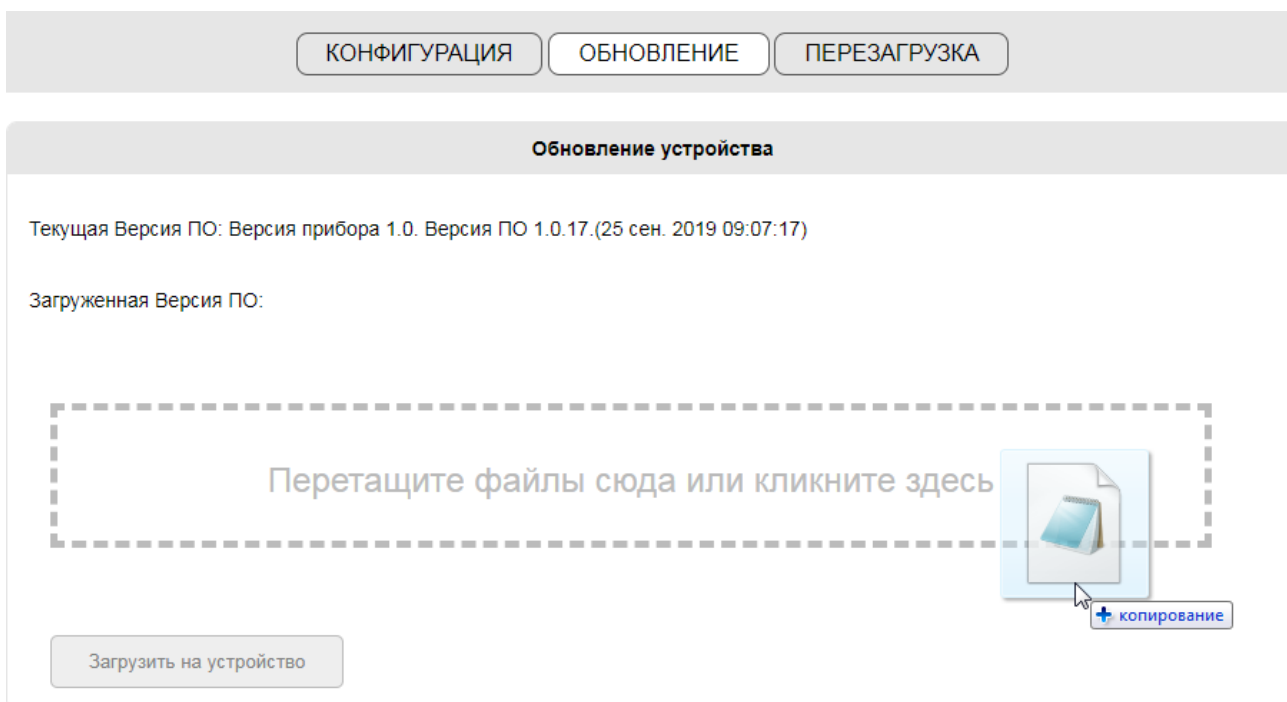 КОНФИГУРАЦИЯ ОБНОВЛЕНИЕ ПЕРЕЗАГРУЗКА
Обновление устройства
Текущая Версия ПО: Версия прибора 1.0. Версия ПО 1.0.17.(25 сен. 2019 09:07:17)
Загруженная Версия ПО:
Перетащите файлы сюда или кликните здесь
копирование
Загрузить на устройство